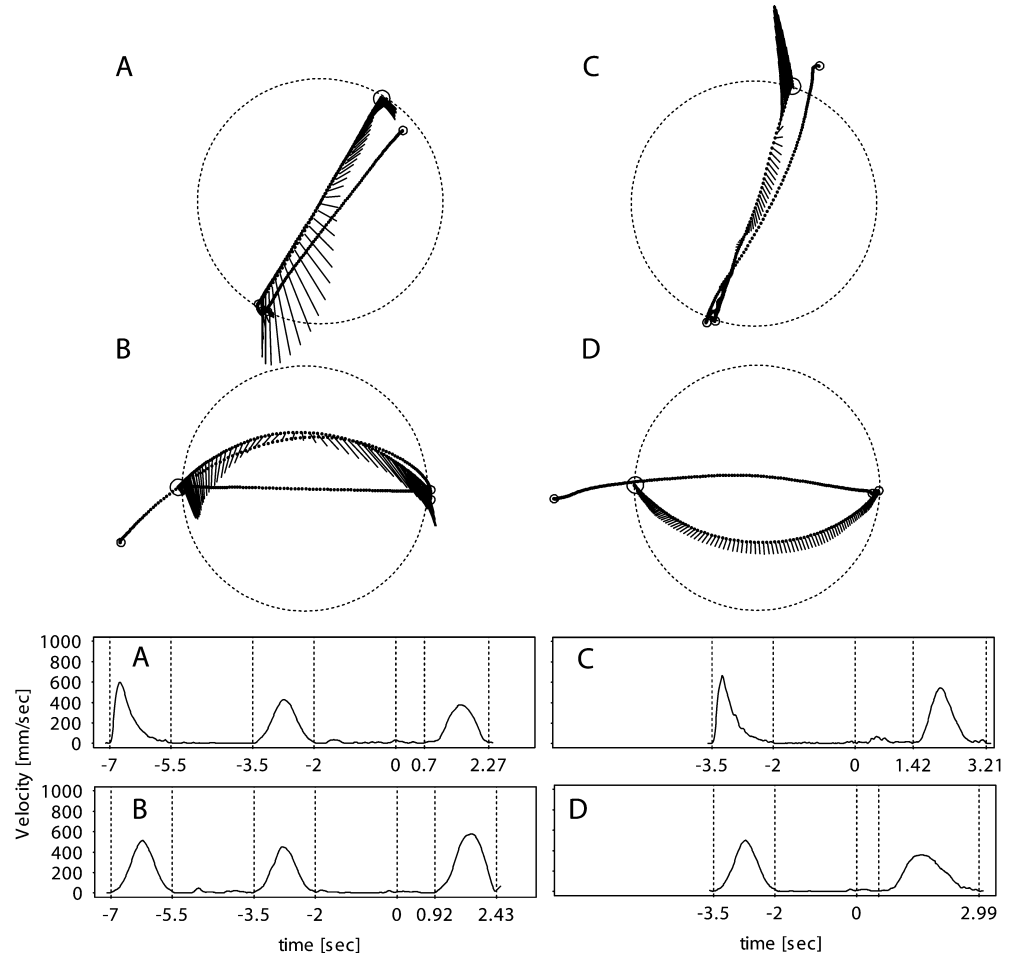 A
C
B
D
Velocity [mm/sec]
1000
800
600
400
200
0
A
-7 -5.5 -3.5 -2 0 0.7 2.27
C
-3.5 -2 0 1.42 3.21
1000
800
600
400
200
0
B
-7 -5.5 -3.5 -2 0 0.92 2.43
time [sec]
D
-3.5 -2 0 2.99
time [sec]